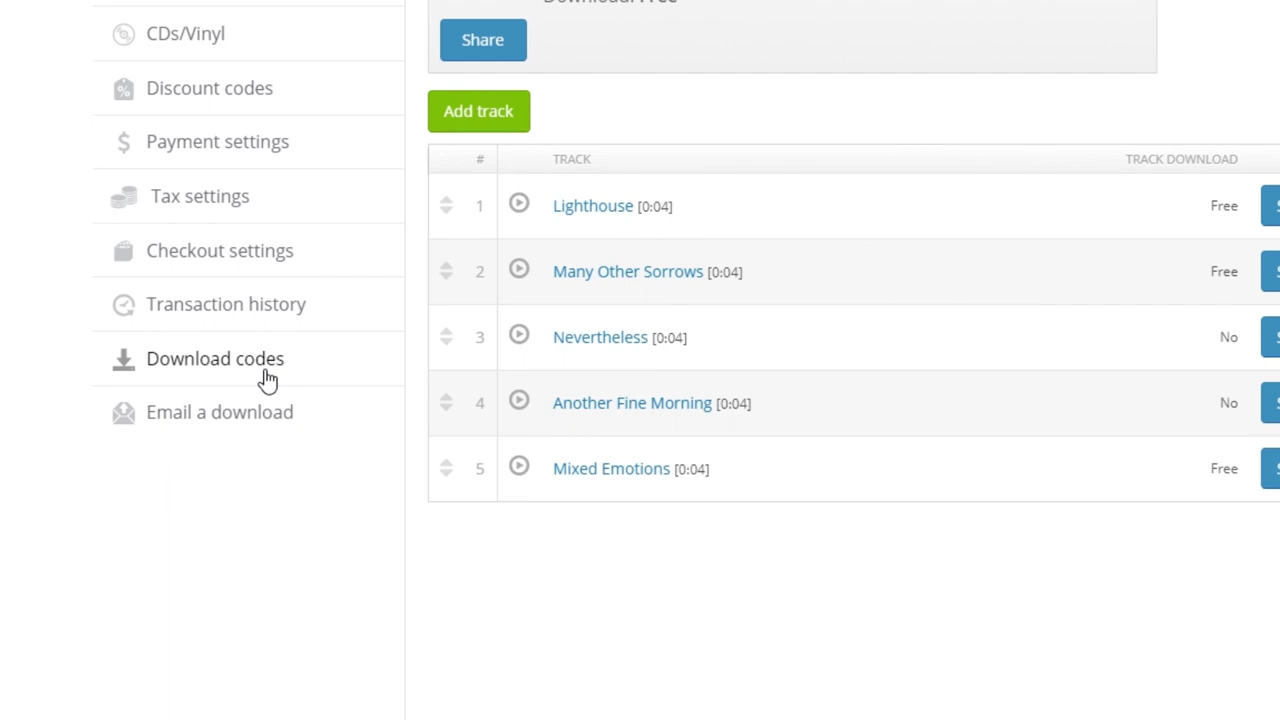 Download: Free
CDs/Vinyl
Share
Discount codes
Add track
Payment settings
# TRACK TRACK DOWNLOAD
Tax settings
1 Lighthouse [0:04] Free
Checkout settings
2 Many Other Sorrows [0:04] Free
Transaction history
3 Nevertheless [0:04] No
Download codes
4 Another Fine Morning [0:04] No
Email a download
5 Mixed Emotions [0:04] Free